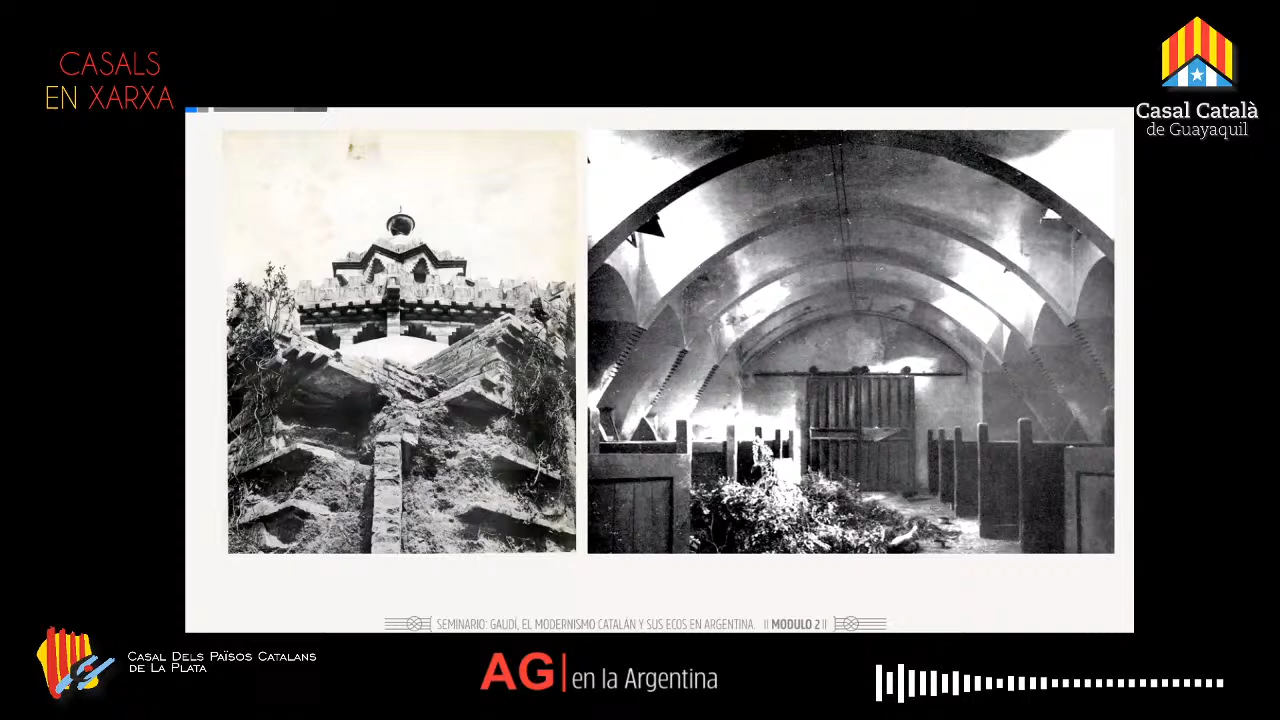 CASALS
EN XARXA
Casal Català
de Guayaquil
SEMINARIO: GAUDÍ, EL MODERNISMO CATALÁN Y SUS ECOS EN ARGENTINA. || MODULO 2 ||
CASAL DELS PAÏSOS CATALANS
DE LA PLATA
AG | en la Argentina